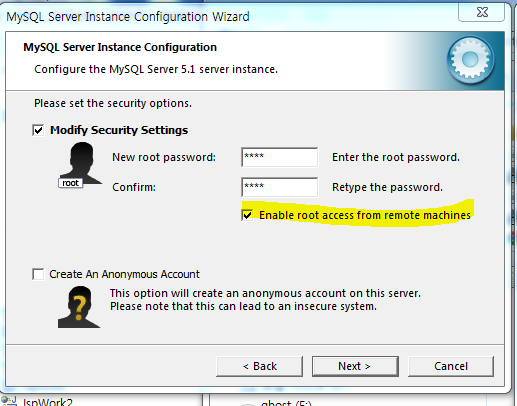 MySQL Server Instance Configuration Wizard
MySQL Server Instance Configuration
Configure the MySQL Server 5.1 server instance.
Please set the security options.
Modify Security Settings
root
New root password: **** Enter the root password.
Confirm: **** Retype the password.
Enable root access from remote machines
Create An Anonymous Account
?
This option will create an anonymous account on this server.
Please note that this can lead to an insecure system.
< Back Next > Cancel
JspWork2 ghost (F:)